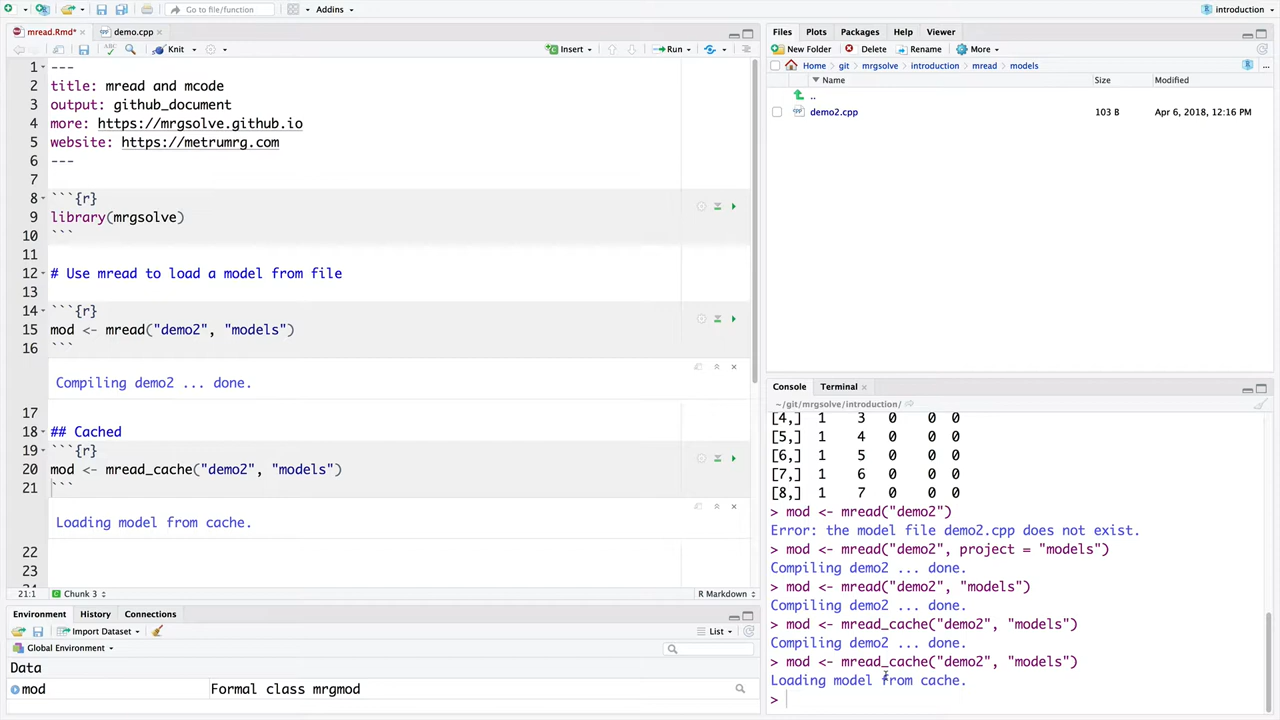 Go to file/function
Addins
introduction
mread.Rmd*
demo.cpp
Knit
Insert
Run
1 ---
2 title: mread and mcode
3 output: github_document
4 more: https://mrgsolve.github.io
5 website: https://metrumrg.com
6 ---
7
8 ```{r}
9 library(mrgsolve)
10 ```
11
12 # Use mread to load a model from file
13
14 ```{r}
15 mod <- mread("demo2", "models")
16 ```
Compiling demo2 ... done.
17
18 ## Cached
19 ```{r}
20 mod <- mread_cache("demo2", "models")
21 ```
Loading model from cache.
22
23
21:1
Chunk 3
R Markdown
Environment
History
Connections
Import Dataset
List
Global Environment
Data
mod
Formal class mrgmod
Files
Plots
Packages
Help
Viewer
New Folder
Delete
Rename
More
Home
git
mrgsolve
introduction
mread
models
...
Name
Size
Modified
..
demo2.cpp
103 B
Apr 6, 2018, 12:16 PM
Console
Terminal
~/git/mrgsolve/introduction/
[4,] 1 3 0 0 0
[5,] 1 4 0 0 0
[6,] 1 5 0 0 0
[7,] 1 6 0 0 0
[8,] 1 7 0 0 0
> mod <- mread("demo2")
Error: the model file demo2.cpp does not exist.
> mod <- mread("demo2", project = "models")
Compiling demo2 ... done.
> mod <- mread("demo2", "models")
Compiling demo2 ... done.
> mod <- mread_cache("demo2", "models")
Compiling demo2 ... done.
> mod <- mread_cache("demo2", "models")
Loading model from cache.
>